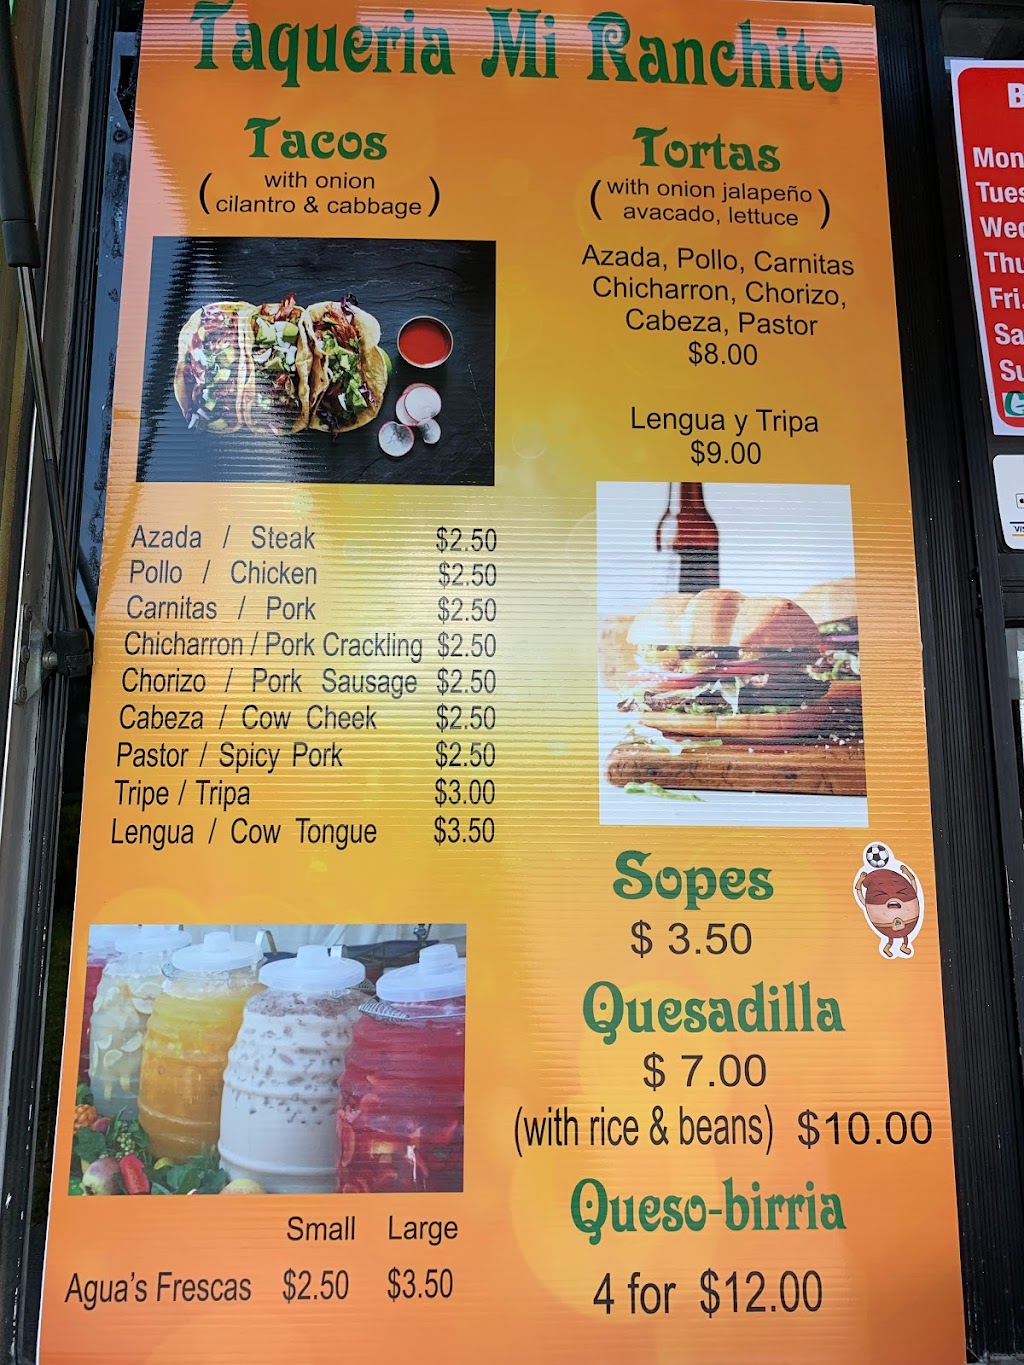 Taqueria Mi Ranchito
Tacos
(with onion
cilantro & cabbage)
Azada / Steak $2.50
Pollo / Chicken $2.50
Carnitas / Pork $2.50
Chicharron / Pork Crackling $2.50
Chorizo / Pork Sausage $2.50
Cabeza / Cow Cheek $2.50
Pastor / Spicy Pork $2.50
Tripe / Tripa $3.00
Lengua / Cow Tongue $3.50
Small Large
Agua's Frescas $2.50 $3.50
Tortas
(with onion jalapeño
avacado, lettuce)
Azada, Pollo, Carnitas
Chicharron, Chorizo,
Cabeza, Pastor
$8.00
Lengua y Tripa
$9.00
Sopes
$ 3.50
Quesadilla
$ 7.00
(with rice & beans) $10.00
Queso-birria
4 for $12.00
B
Mon
Tues
Wed
Thu
Fri.
Sa
Su